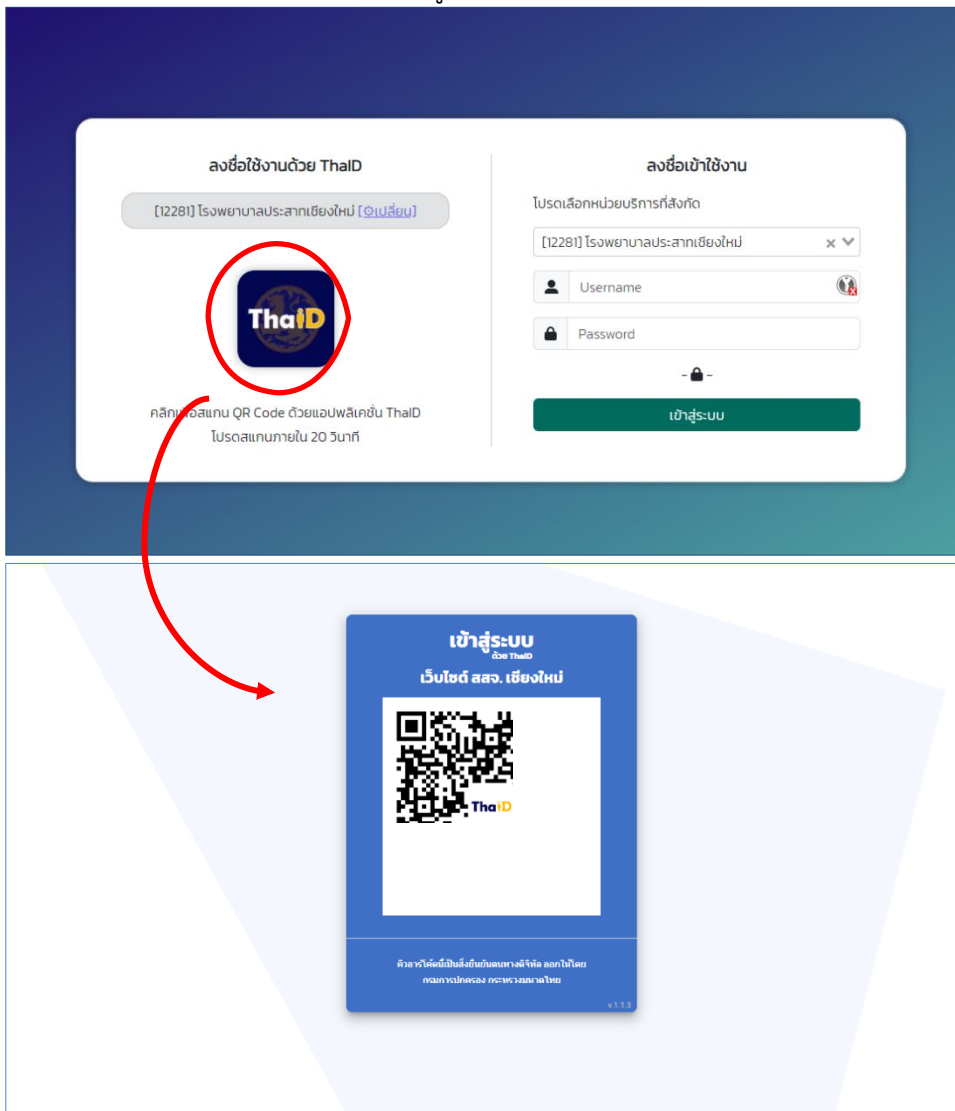 ลงชื่อใช้งานด้วย ThaID
[12281] โรงพยาบาลประสาทเชียงใหม่ [เปลี่ยน]
ThaiD
คลิกเพื่อสแกน QR Code ด้วยแอปพลิเคชั่น ThaID
โปรดสแกนภายใน 20 วินาที
ลงชื่อเข้าใช้งาน
โปรดเลือกหน่วยบริการที่สังกัด
[12281] โรงพยาบาลประสาทเชียงใหม่
Username
Password
เข้าสู่ระบบ
เข้าสู่ระบบ
ด้วย ThaID
เว็บไซต์ สสจ. เชียงใหม่
ThaiD
คิวอาร์โค้ดนี้เป็นสิ่งยืนยันตนทางดิจิทัล ออกให้โดย
กรมการปกครอง กระทรวงมหาดไทย
v.1.1.3